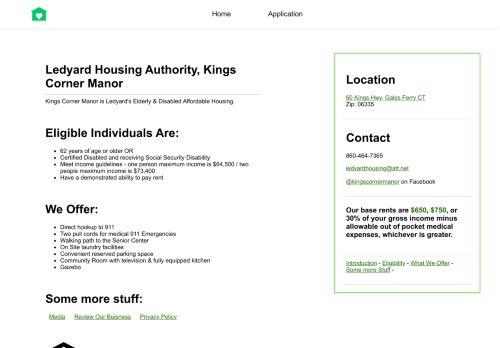 Home
Application
Ledyard Housing Authority, Kings
Corner Manor
Kings Corner Manor is Ledyard's Elderly & Disabled Affordable Housing.
Eligible Individuals Are:
62 years of age or older OR
Certified Disabled and receiving Social Security Disability
Meet income guidelines - one person maximum income is $64,500 / two
people maximum income is $73,400
Have a demonstrated ability to pay rent
We Offer:
Direct hookup to 911
Two pull cords for medical 911 Emergencies
Walking path to the Senior Center
On Site laundry facilities
Convenient reserved parking space
Community Room with television & fully equipped kitchen
Gazebo
Some more stuff:
Media Review Our Buisness Privacy Policy
Location
60 Kings Hwy, Gales Ferry CT
Zip: 06335
Contact
860-464-7365
ledyardhousing@att.net
@kingscornermanor on Facebook
Our base rents are $650, $750, or
30% of your gross income minus
allowable out of pocket medical
expenses, whichever is greater.
Introduction - Eligibility - What We Offer -
Some more Stuff -